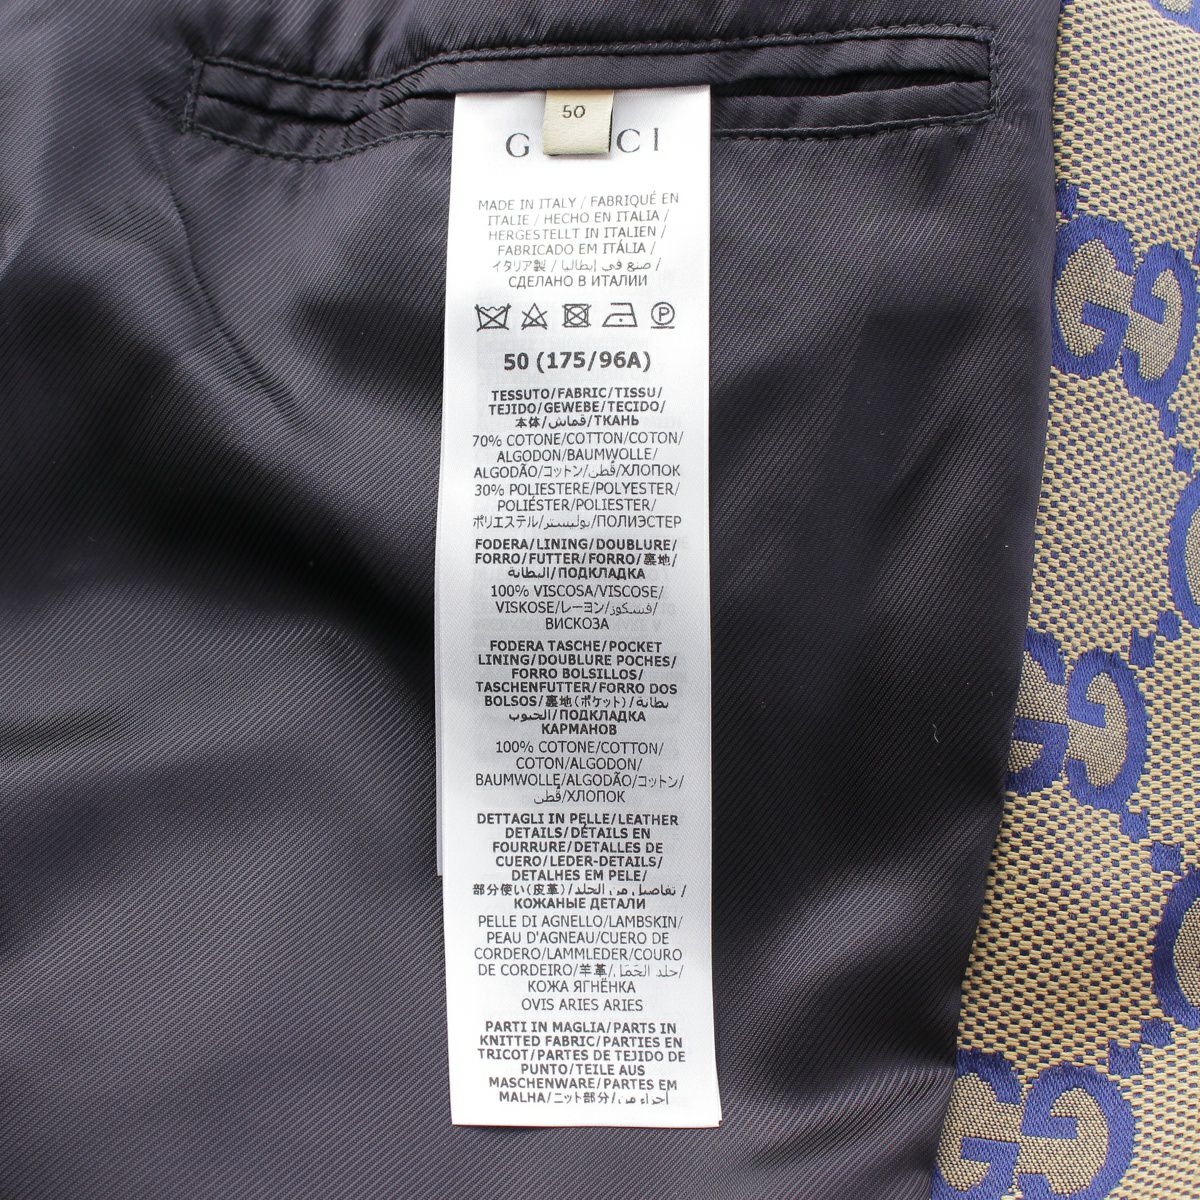 50
G CI
MADE IN ITALY / FABRIQUÉ EN
ITALIE / HECHO EN ITALIA /
HERGESTELLT IN ITALIEN /
FABRICADO EM ITÁLIA /
イタリア製 / صنع في إيطاليا /
СДЕЛАНО В ИТАЛИИ
P
50 (175/96A)
TESSUTO/FABRIC/TISSU/
TEJIDO/GEWEBE/TECIDO/
本体/قماش/ТКАНЬ
70% COTONE/COTTON/COTON/
ALGODON/BAUMWOLLE/
ALGODÃO/コットン/قُطن/ХЛОПОК
30% POLIESTERE/POLYESTER/
POLIÉSTER/POLIESTER/
ポリエステル/بوليستر/ПОЛИЭСТЕР
FODERA/LINING/DOUBLURE/
FORRO/FUTTER/FORRO/裏地/
البطانة/ПОДКЛАДКА
100% VISCOSA/VISCOSE/
VISKOSE/レーヨン/فسكوز/
ВИСКОЗА
FODERA TASCHE/POCKET
LINING/DOUBLURE POCHES/
FORRO BOLSILLOS/
TASCHENFUTTER/FORRO DOS
BOLSOS/裏地(ポケット)/بطانة
الجيوب/ПОДКЛАДКА
КАРМАНОВ
100% COTONE/COTTON/
COTON/ALGODON/
BAUMWOLLE/ALGODÃO/コットン/
قُطن/ХЛОПОК
DETTAGLI IN PELLE/LEATHER
DETAILS/DÉTAILS EN
FOURRURE/DETALLES DE
CUERO/LEDER-DETAILS/
DETALHES EM PELE/
部分使い(皮革)/تفاصيل من الجلد/
КОЖАНЫЕ ДЕТАЛИ
PELLE DI AGNELLO/LAMBSKIN/
PEAU D'AGNEAU/CUERO DE
CORDERO/LAMMLEDER/COURO
DE CORDEIRO/羊革/جلد الحَمَل/
КОЖА ЯГНЁНКА
OVIS ARIES ARIES
PARTI IN MAGLIA/PARTS IN
KNITTED FABRIC/PARTIES EN
TRICOT/PARTES DE TEJIDO DE
PUNTO/TEILE AUS
MASCHENWARE/PARTES EM
MALHA/ニット部分/أجزاء من